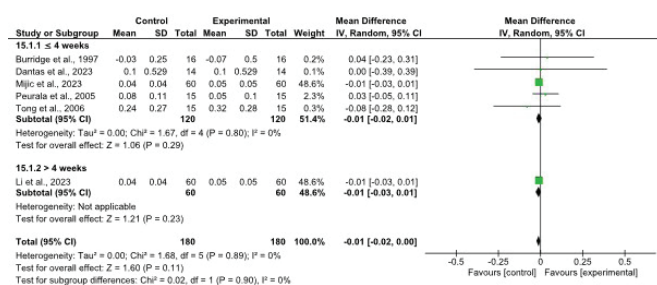 Control Experimental Mean Difference Mean Difference
Study or Subgroup Mean SD Total Mean SD Total Weight IV, Random, 95% CI IV, Random, 95% CI
15.1.1 ≤ 4 weeks
Burridge et al., 1997 -0.03 0.25 16 -0.07 0.5 16 0.2% 0.04 [-0.23, 0.31]
Dantas et al., 2023 0.1 0.529 14 0.1 0.529 14 0.1% 0.00 [-0.39, 0.39]
Mijic et al., 2023 0.04 0.04 60 0.05 0.05 60 48.6% -0.01 [-0.03, 0.01]
Peurala et al., 2005 0.08 0.11 15 0.05 0.1 15 2.3% 0.03 [-0.05, 0.11]
Tong et al., 2006 0.24 0.27 15 0.32 0.28 15 0.3% -0.08 [-0.28, 0.12]
Subtotal (95% CI) 120 120 51.4% -0.01 [-0.02, 0.01]
Heterogeneity: Tau² = 0.00; Chi² = 1.67, df = 4 (P = 0.80); I² = 0%
Test for overall effect: Z = 1.06 (P = 0.29)
15.1.2 > 4 weeks
Li et al., 2023 0.04 0.04 60 0.05 0.05 60 48.6% -0.01 [-0.03, 0.01]
Subtotal (95% CI) 60 60 48.6% -0.01 [-0.03, 0.01]
Heterogeneity: Not applicable
Test for overall effect: Z = 1.21 (P = 0.23)
Total (95% CI) 180 180 100.0% -0.01 [-0.02, 0.00]
Heterogeneity: Tau² = 0.00; Chi² = 1.68, df = 5 (P = 0.89); I² = 0%
Test for overall effect: Z = 1.60 (P = 0.11)
Test for subgroup differences: Chi² = 0.02, df = 1 (P = 0.90), I² = 0%
-0.5 -0.25 0 0.25 0.5
Favours [control] Favours [experimental]